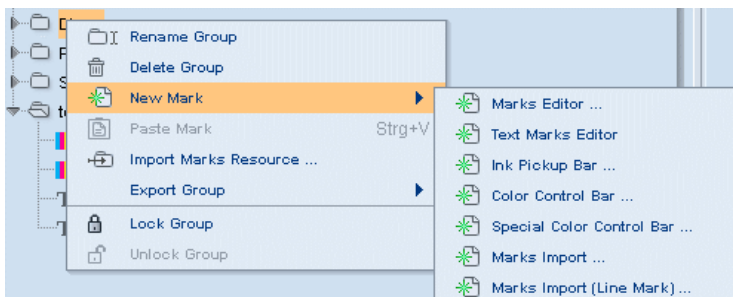 Rename Group
Delete Group
New Mark
Paste Mark Strg+V
Import Marks Resource ...
Export Group
Lock Group
Unlock Group
Marks Editor ...
Text Marks Editor
Ink Pickup Bar ...
Color Control Bar ...
Special Color Control Bar ...
Marks Import ...
Marks Import (Line Mark) ...